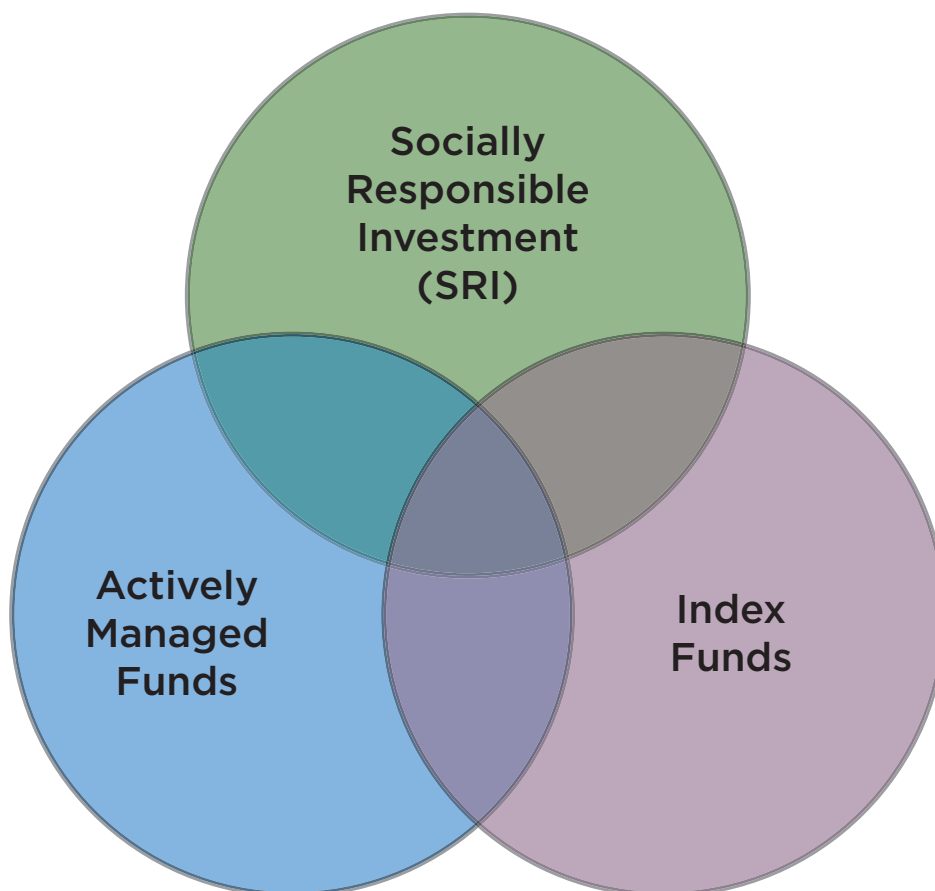 Socially
Responsible
Investment
(SRI)
Actively
Managed
Funds
Index
Funds